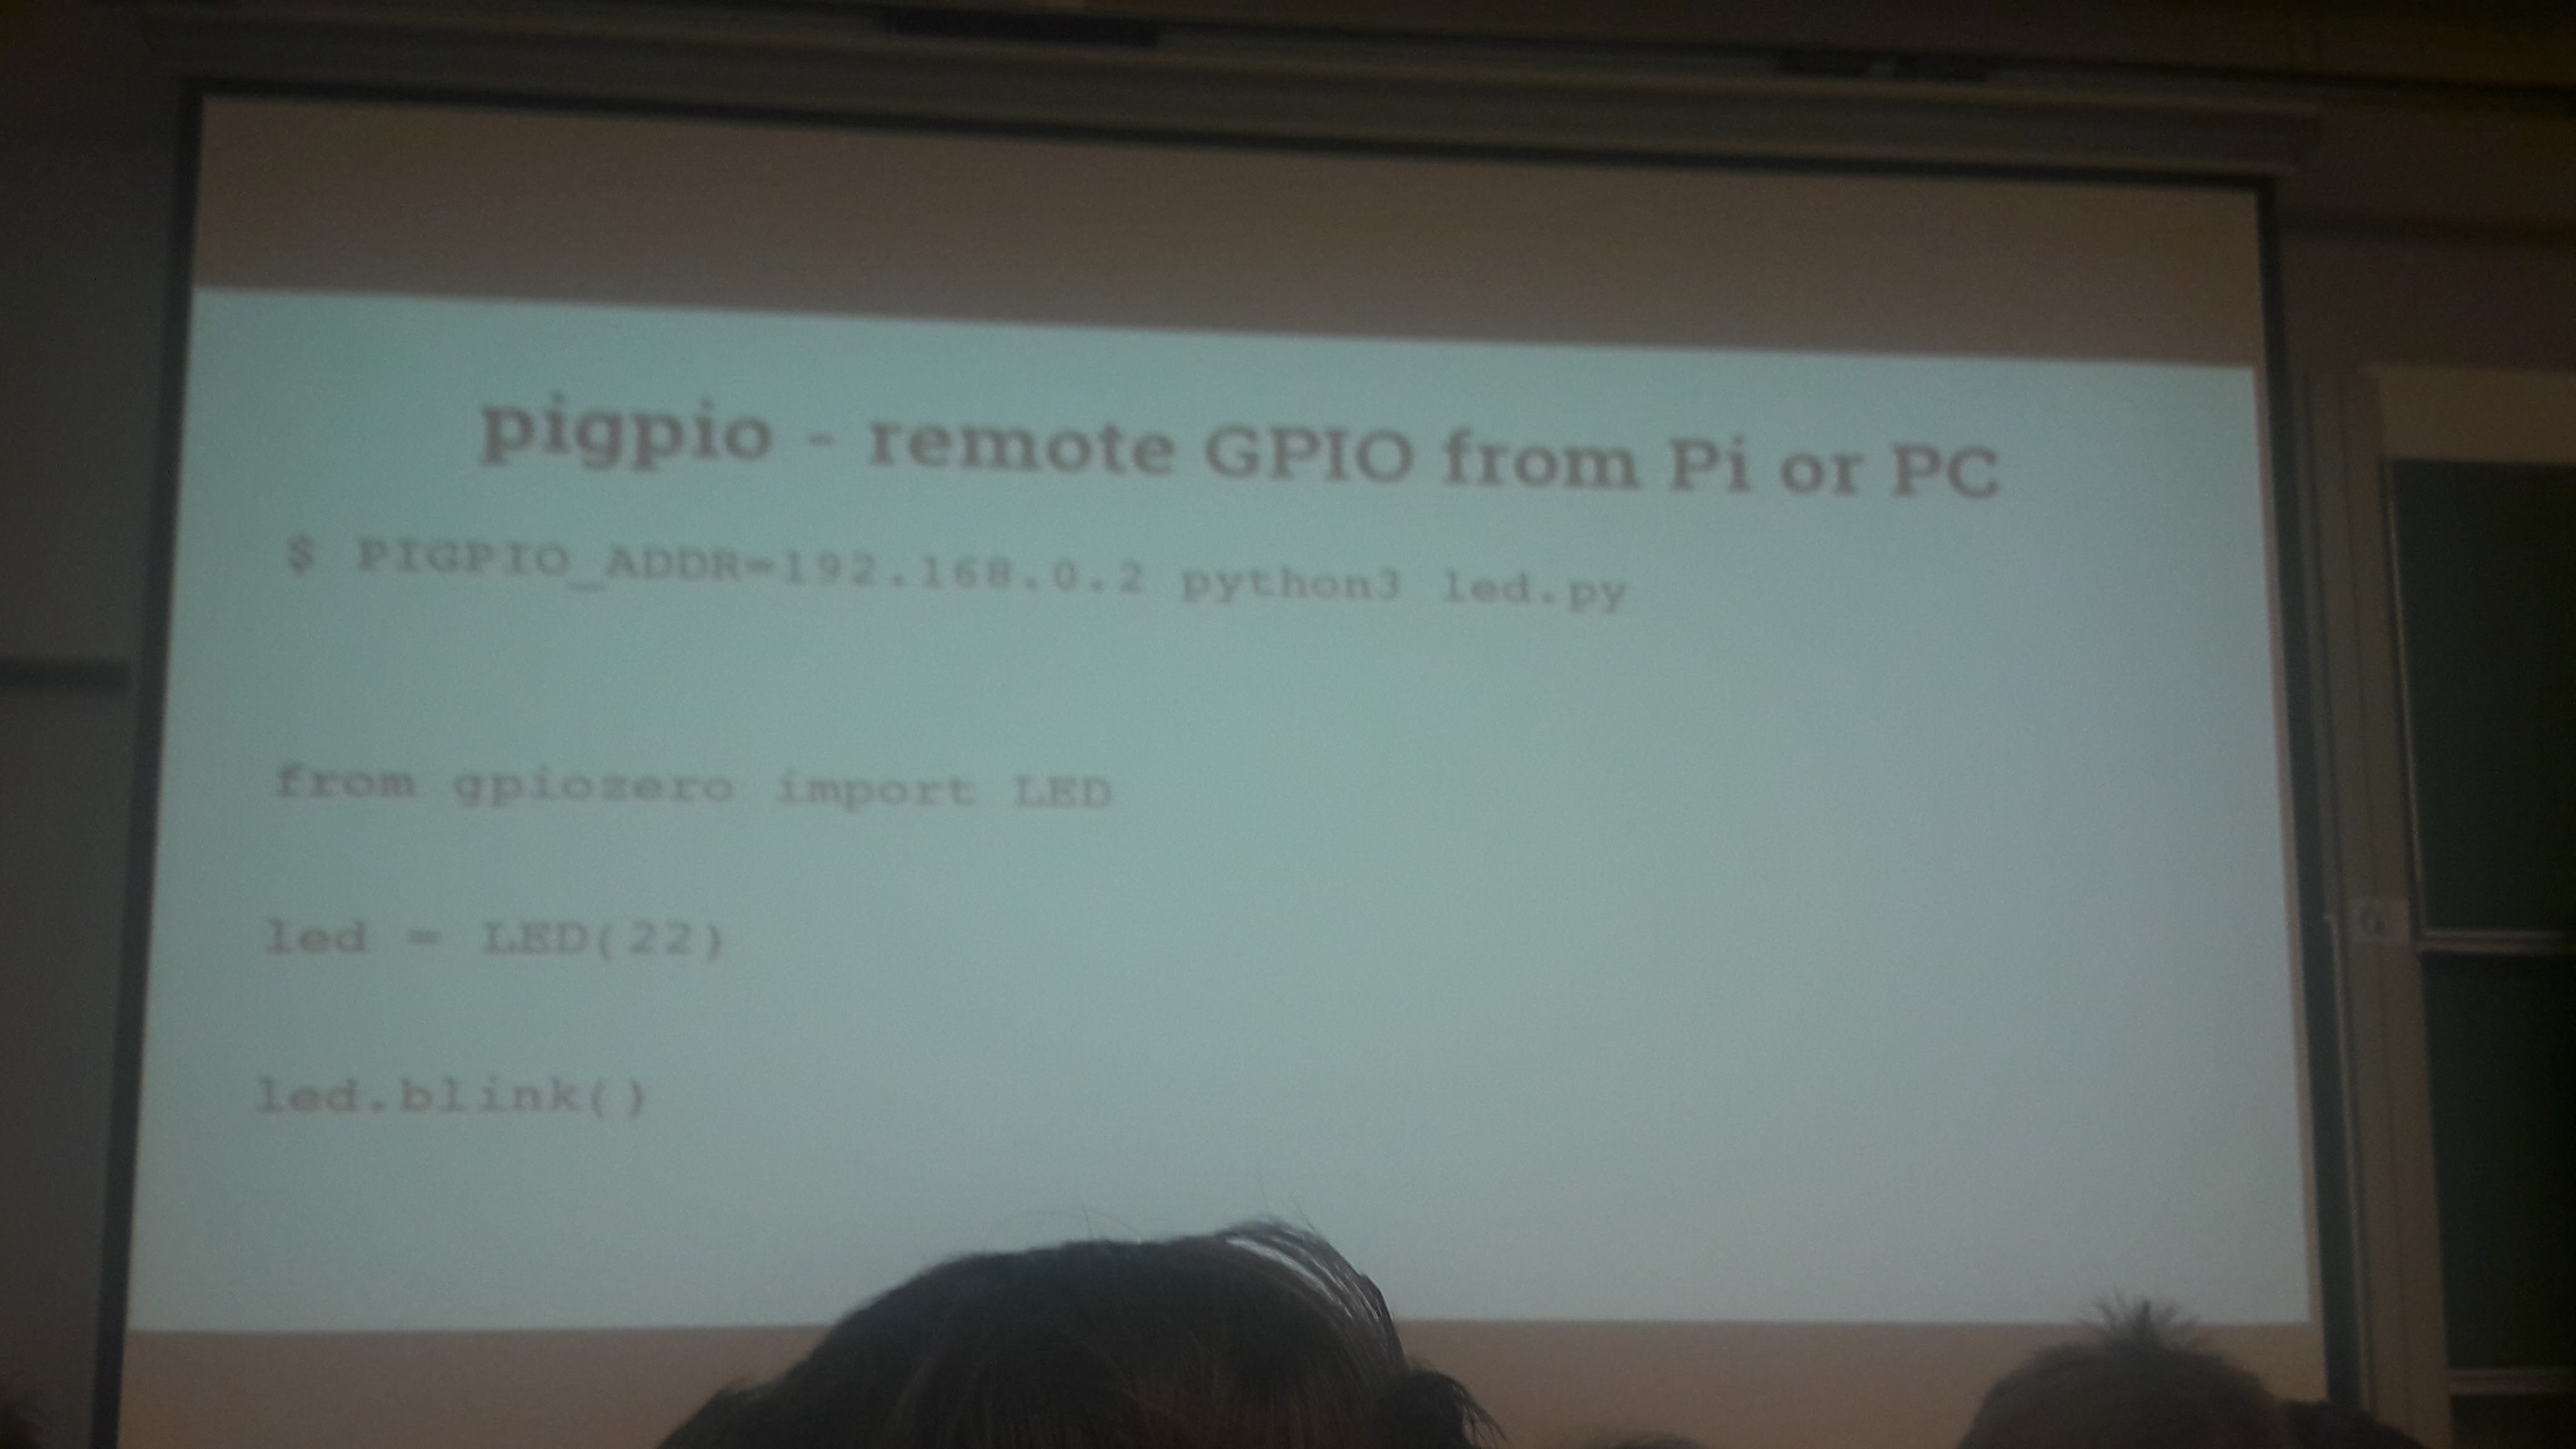 pigpio - remote GPIO from Pi or PC
$ PIGPIO_ADDR=192.168.0.2 python3 led.py
from gpiozero import LED
led = LED(22)
led.blink()